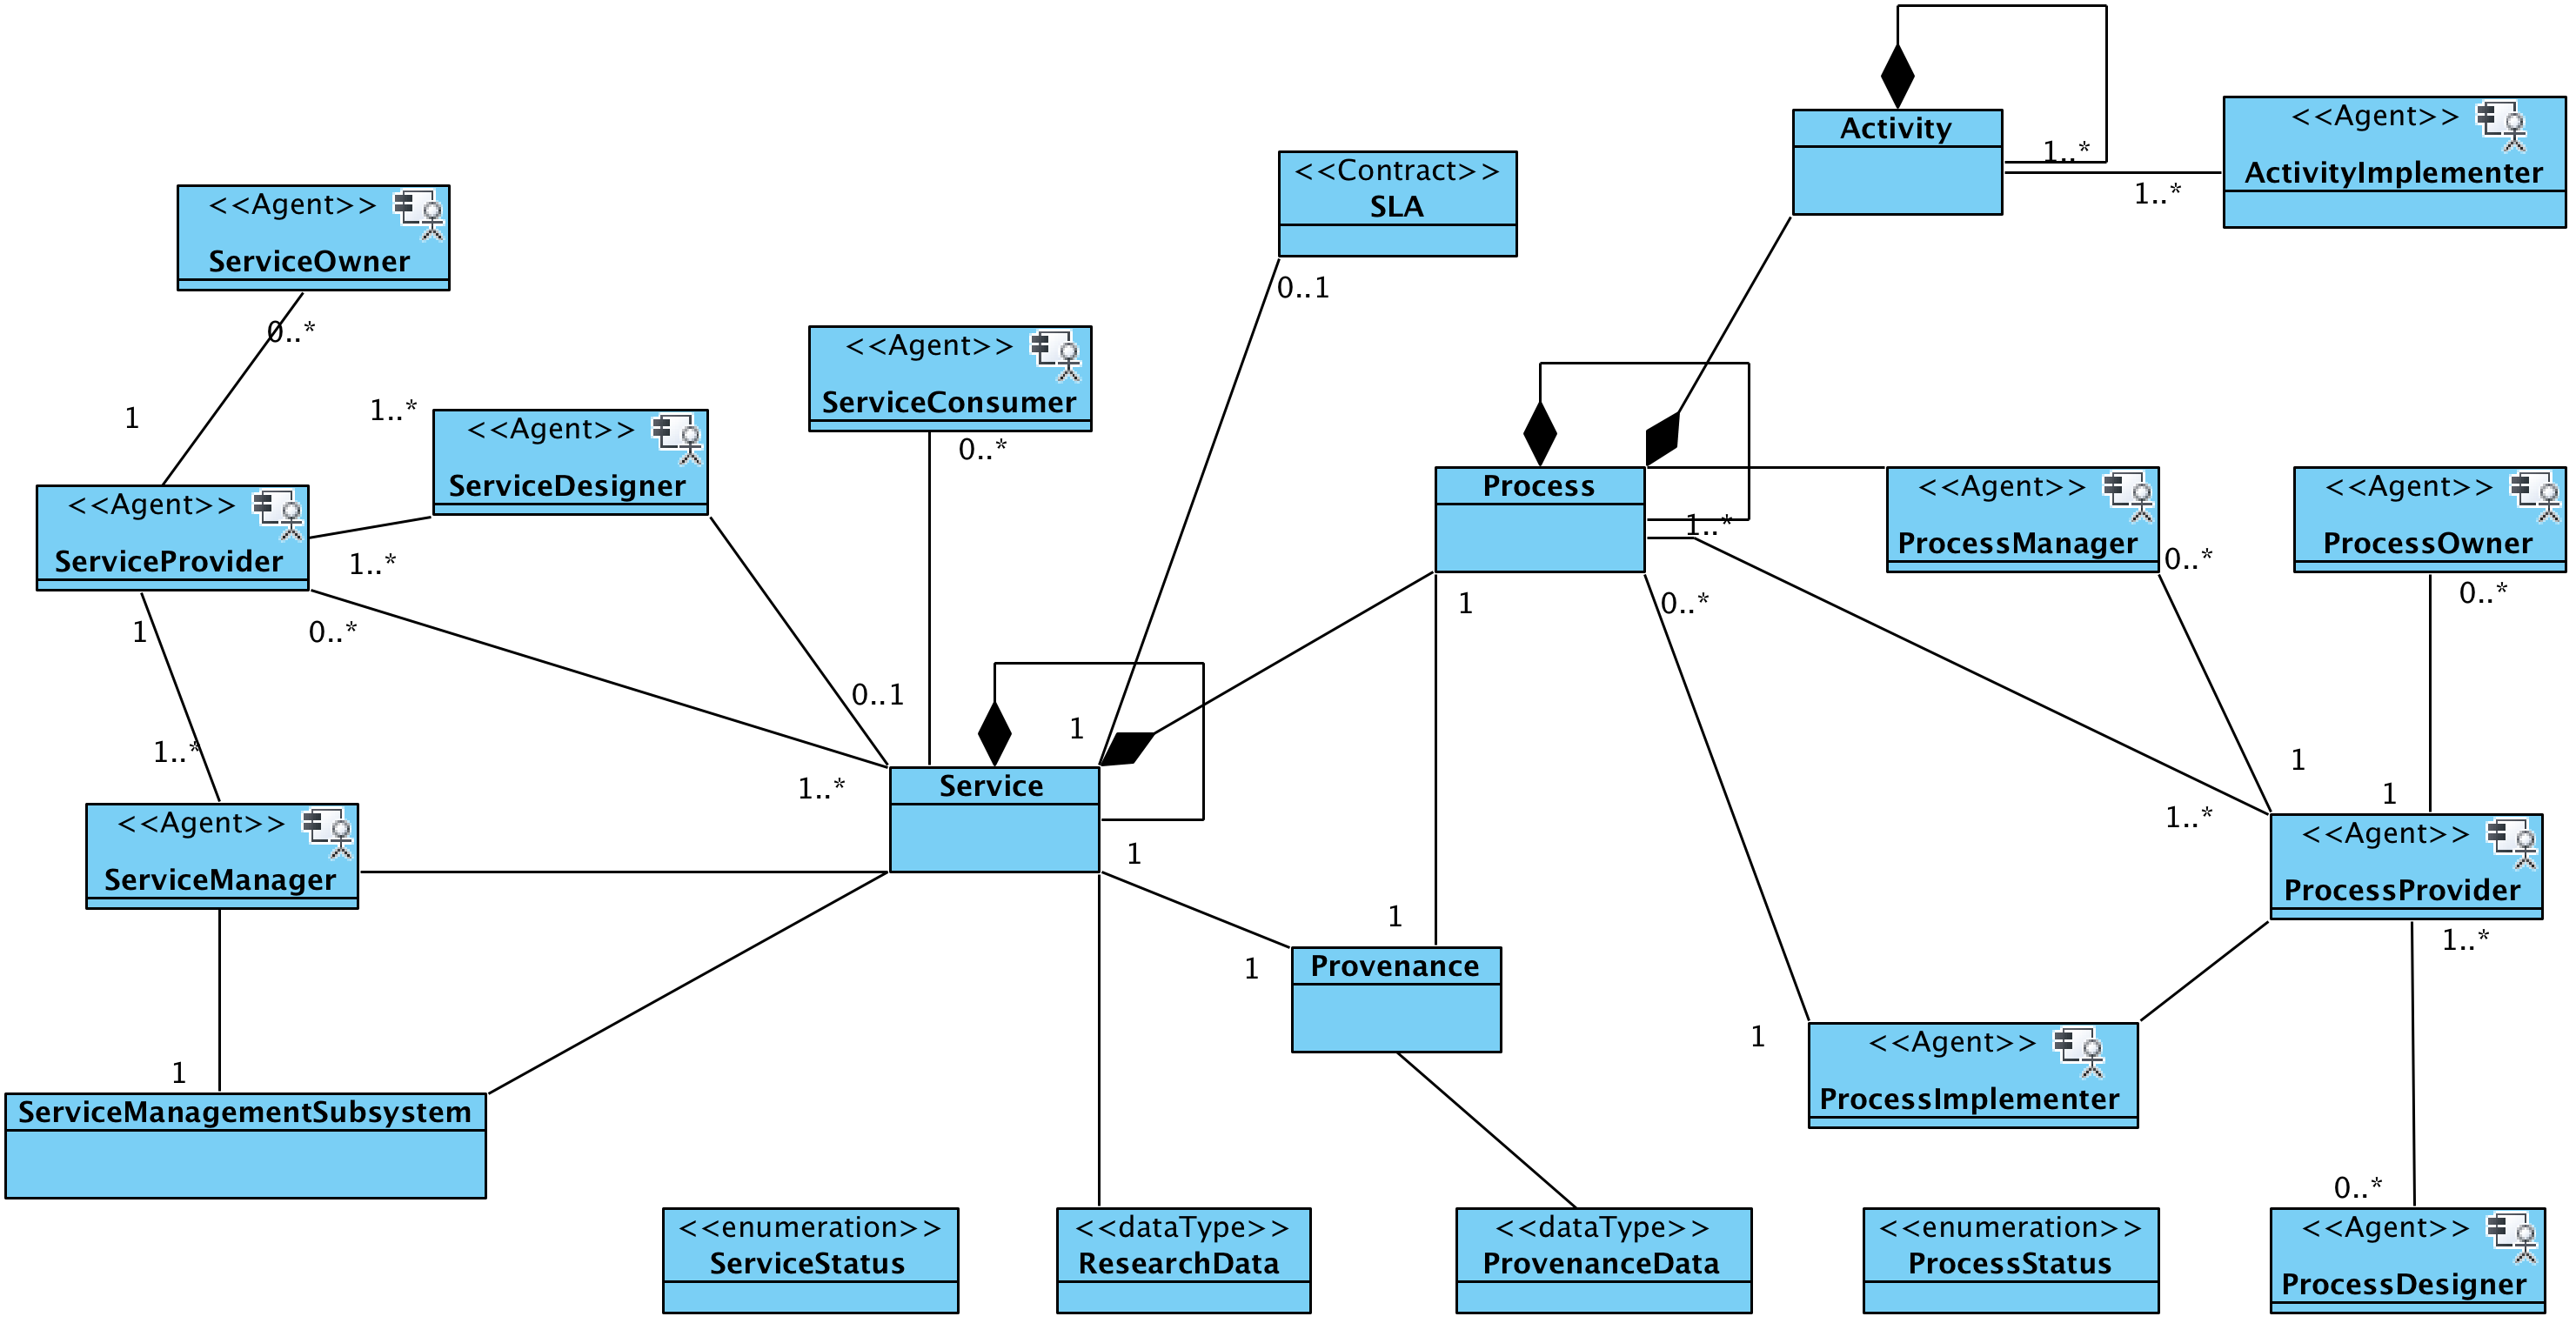 Activity
1..*
<<Agent>>
ActivityImplementer
1..*
<<Contract>>
SLA
0..1
<<Agent>>
ServiceOwner
0..*
1
<<Agent>>
ServiceConsumer
0..*
1..*
<<Agent>>
ServiceDesigner
<<Agent>>
ServiceProvider
1..*
1
0..*
Process
1..*
1
0..*
<<Agent>>
ProcessManager
0..*
<<Agent>>
ProcessOwner
0..*
0..1
1
1..*
1..*
Service
1
<<Agent>>
ServiceManager
1
1
1..*
<<Agent>>
ProcessProvider
1..*
1
1
Provenance
1
<<Agent>>
ProcessImplementer
1
ServiceManagementSubsystem
0..*
<<enumeration>>
ServiceStatus
<<dataType>>
ResearchData
<<dataType>>
ProvenanceData
<<enumeration>>
ProcessStatus
<<Agent>>
ProcessDesigner